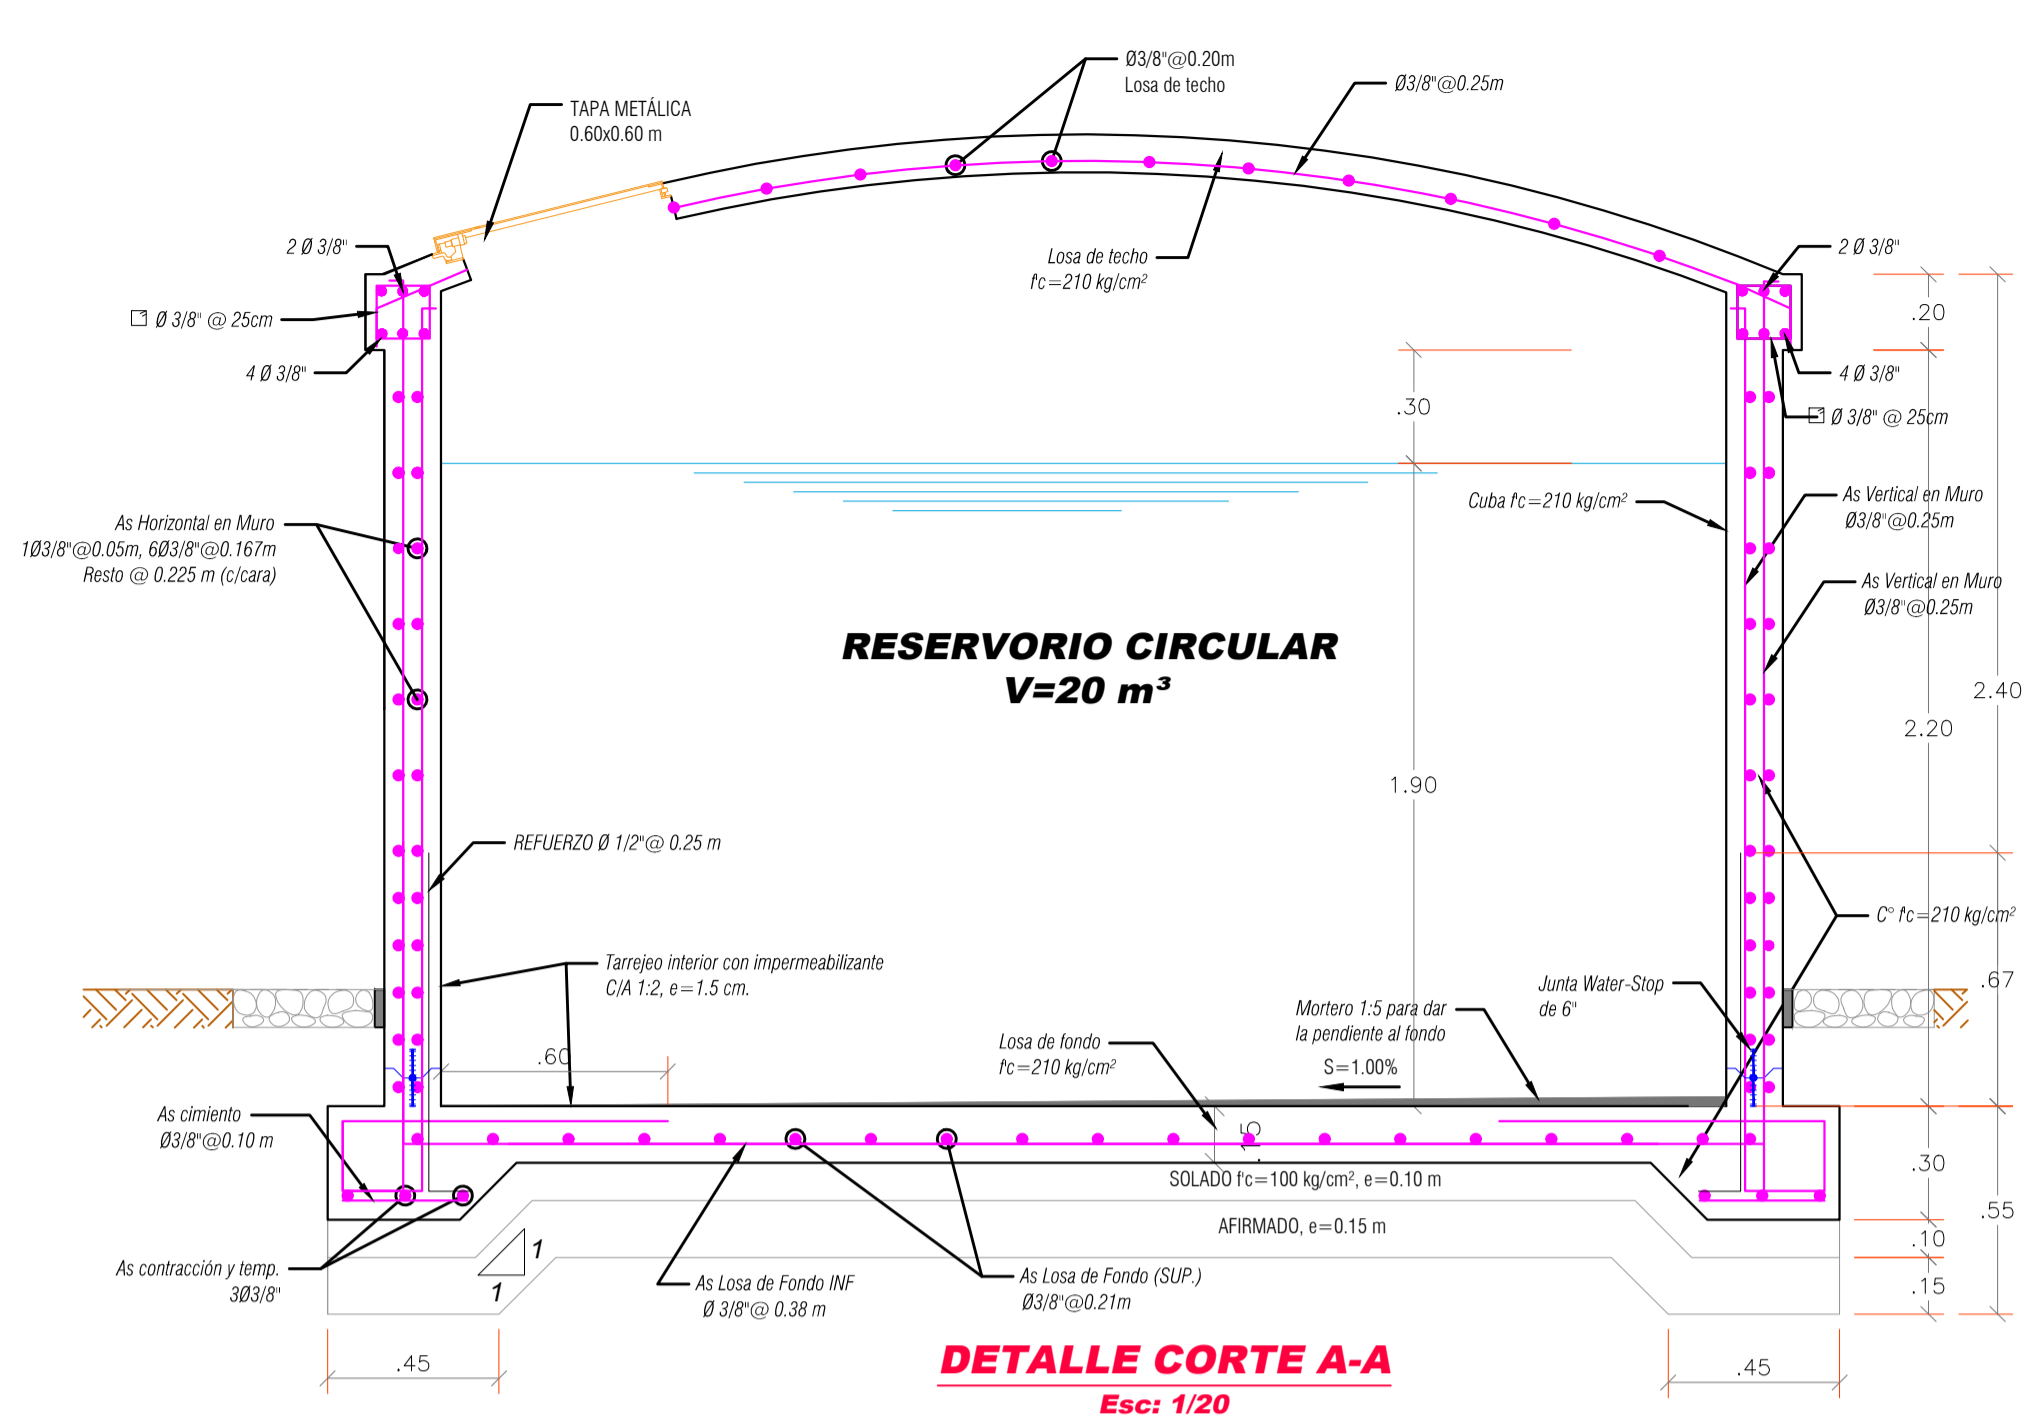 Ø3/8"@0.20m
Losa de techo
Ø3/8"@0.25m
TAPA METÁLICA
0.60x0.60 m
2 Ø 3/8"
Losa de techo
f'c=210 kg/cm²
2 Ø 3/8"
Ø 3/8" @ 25cm
.20
4 Ø 3/8"
4 Ø 3/8"
.30
Ø 3/8" @ 25cm
As Horizontal en Muro
1Ø3/8"@0.05m, 6Ø3/8"@0.167m
Resto @ 0.225 m (c/cara)
Cuba f'c=210 kg/cm²
As Vertical en Muro
Ø3/8"@0.25m
As Vertical en Muro
Ø3/8"@0.25m
RESERVORIO CIRCULAR
V=20 m³
2.40
2.20
1.90
REFUERZO Ø 1/2"@ 0.25 m
C° f'c=210 kg/cm²
Tarrejeo interior con impermeabilizante
C/A 1:2, e=1.5 cm.
Junta Water-Stop
de 6"
.67
Mortero 1:5 para dar
la pendiente al fondo
S=1.00%
Losa de fondo
f'c=210 kg/cm²
.60
As cimiento
Ø3/8"@0.10 m
.15
.30
SOLADO f'c=100 kg/cm², e=0.10 m
.55
AFIRMADO, e=0.15 m
.10
1
1
As contracción y temp.
3Ø3/8"
As Losa de Fondo INF
Ø 3/8"@ 0.38 m
As Losa de Fondo (SUP.)
Ø3/8"@0.21m
.15
.45
DETALLE CORTE A-A
Esc: 1/20
.45